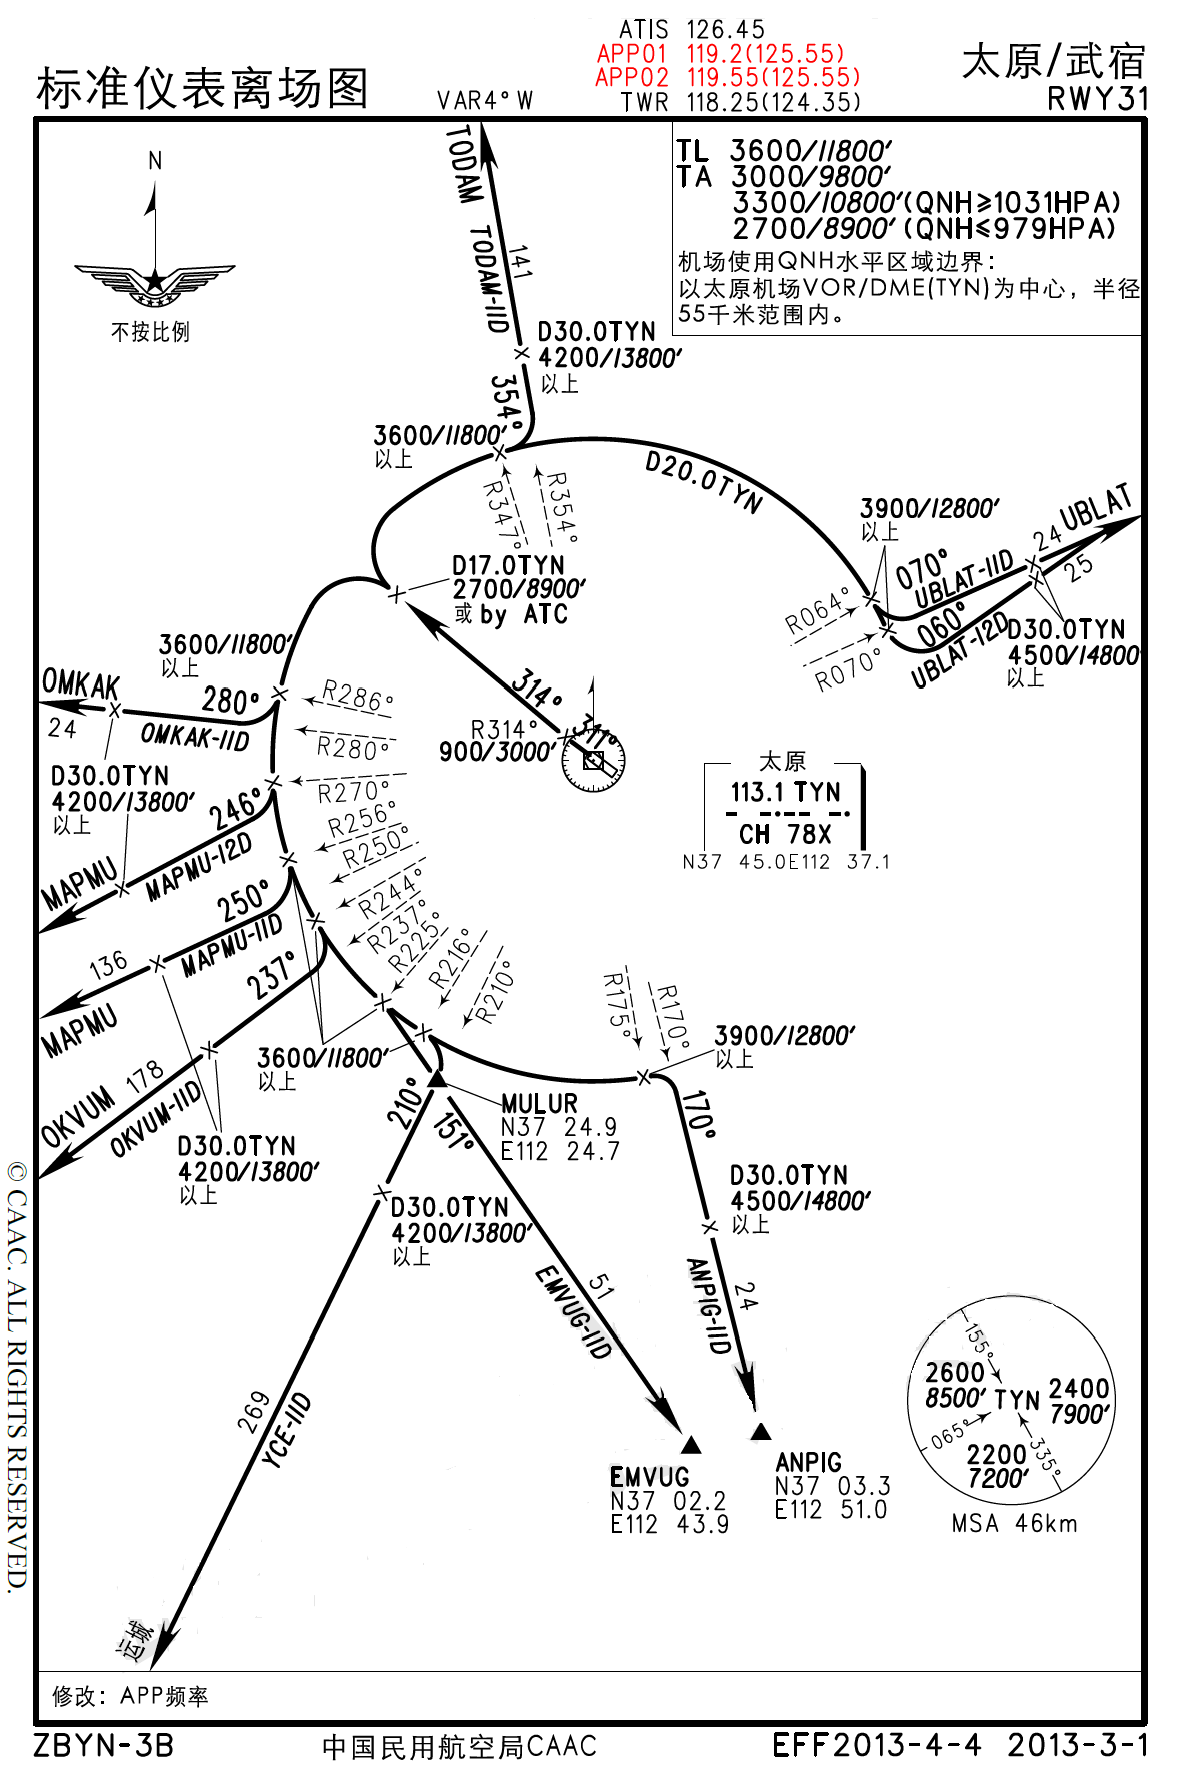 ATIS 126.45
APP01 119.2(125.55)
APP02 119.55(125.55)
TWR 118.25(124.35)
标准仪表离场图
VAR4°W
太原/武宿
RWY31
N
不按比例
TL 3600/11800′
TA 3000/9800′
3300/10800′(QNH≥1031HPA)
2700/8900′(QNH≤979HPA)
机场使用QNH水平区域边界:
以太原机场VOR/DME(TYN)为中心，半径
55千米范围内。
TODAM
TODAM-11D
141
D30.0TYN
4200/13800′
以上
354°
3600/11800′
以上
R347°
R354°
D20.0TYN
3900/12800′
以上
UBLAT
24
25
070°
UBLAT-11D
060°
UBLAT-12D
R064°
R070°
D30.0TYN
4500/14800′
以上
D17.0TYN
2700/8900′
或 by ATC
314°
R314°
900/3000′
311°
3600/11800′
以上
OMKAK
24
280°
OMKAK-11D
D30.0TYN
4200/13800′
以上
R286°
R280°
R270°
R256°
R250°
R244°
R237°
R225°
R216°
R210°
R175°
R170°
246°
MAPMU
MAPMU-12D
250°
MAPMU-11D
136
MAPMU
237°
OKVUM
178
OKVUM-11D
3600/11800′
以上
D30.0TYN
4200/13800′
以上
太原
113.1 TYN
CH 78X
N37 45.0E112 37.1
3900/12800′
以上
MULUR
N37 24.9
E112 24.7
210°
151°
170°
D30.0TYN
4200/13800′
以上
D30.0TYN
4500/14800′
以上
EMVUG-11D
51
ANPIG-11D
24
269
YCE-11D
运城
EMVUG
N37 02.2
E112 43.9
ANPIG
N37 03.3
E112 51.0
155°
2600
8500′
TYN
2400
7900′
065°
2200
7200′
335°
MSA 46km
© CAAC. ALL RIGHTS RESERVED.
修改: APP频率
ZBYN-3B
中国民用航空局CAAC
EFF2013-4-4 2013-3-1